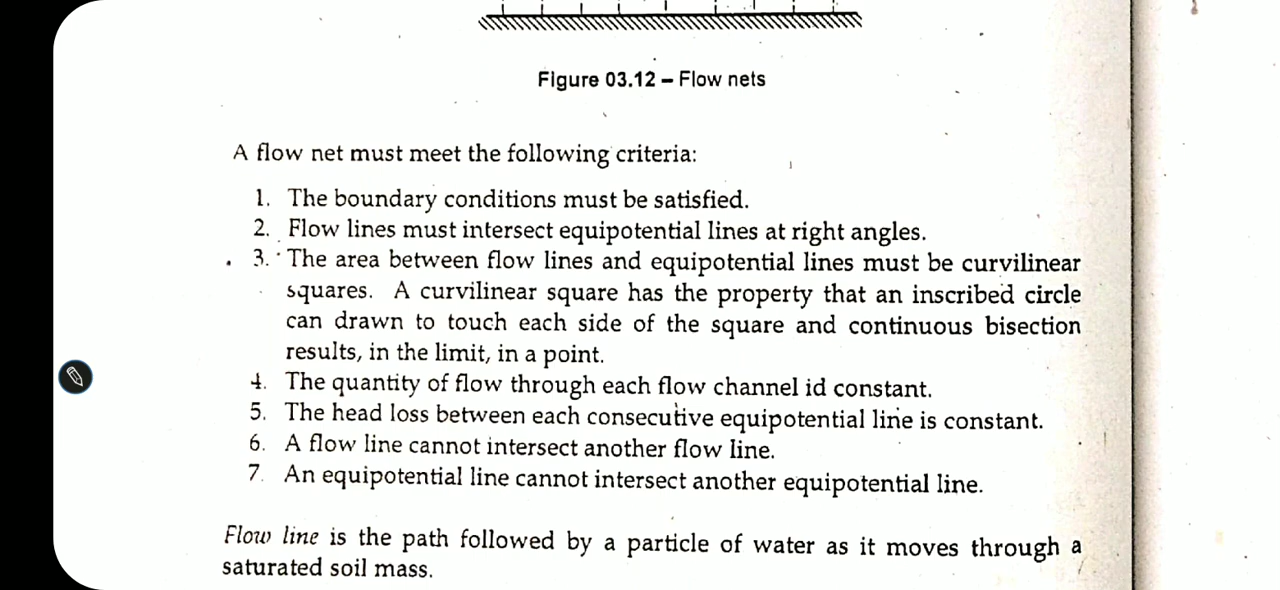 Figure 03.12 – Flow nets
A flow net must meet the following criteria:
1. The boundary conditions must be satisfied.
2. Flow lines must intersect equipotential lines at right angles.
3. The area between flow lines and equipotential lines must be curvilinear
squares. A curvilinear square has the property that an inscribed circle
can drawn to touch each side of the square and continuous bisection
results, in the limit, in a point.
4. The quantity of flow through each flow channel id constant.
5. The head loss between each consecutive equipotential line is constant.
6. A flow line cannot intersect another flow line.
7. An equipotential line cannot intersect another equipotential line.
Flow line is the path followed by a particle of water as it moves through a
saturated soil mass.